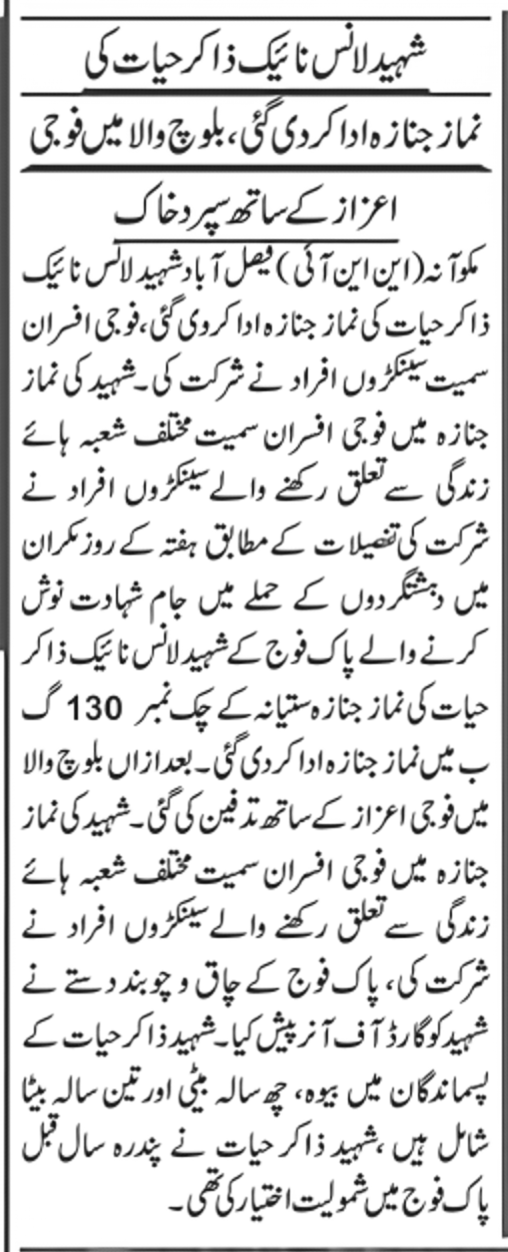 شہید لانس نائیک ذاکر حیات کی
نماز جنازہ ادا کردی گئی، بلوچ والا میں فوجی
اعزاز کے ساتھ سپرد خاک
مکوآنہ (این این آئی) فیصل آباد شہید لانس نائیک
ذاکر حیات کی نماز جنازہ ادا کردی گئی، فوجی افسران
سمیت سینکڑوں افراد نے شرکت کی۔ شہید کی نماز
جنازہ میں فوجی افسران سمیت مختلف شعبہ ہائے
زندگی سے تعلق رکھنے والے سینکڑوں افراد نے
شرکت کی تفصیلات کے مطابق ہفتہ کے روز مکران
میں دہشتگردوں کے حملے میں جام شہادت نوش
کرنے والے پاک فوج کے شہید لانس نائیک ذاکر
حیات کی نماز جنازہ ستیانہ کے چک نمبر 130 گ
ب میں نماز جنازہ ادا کردی گئی۔ بعدازاں بلوچ والا
میں فوجی اعزاز کے ساتھ تدفین کی گئی۔ شہید کی نماز
جنازہ میں فوجی افسران سمیت مختلف شعبہ ہائے
زندگی سے تعلق رکھنے والے سینکڑوں افراد نے
شرکت کی، پاک فوج کے چاق و چوبند دستے نے
شہید کو گارڈ آف آنر پیش کیا۔ شہید ذاکر حیات کے
پسماندگان میں بیوہ، چھ سالہ بیٹی اور تین سالہ بیٹا
شامل ہیں، شہید ذاکر حیات نے پندرہ سال قبل
پاک فوج میں شمولیت اختیار کی تھی۔